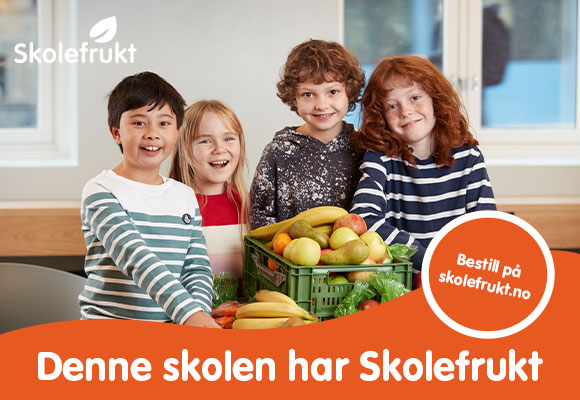 Skolefrukt
Bestill på
skolefrukt.no
Denne skolen har Skolefrukt